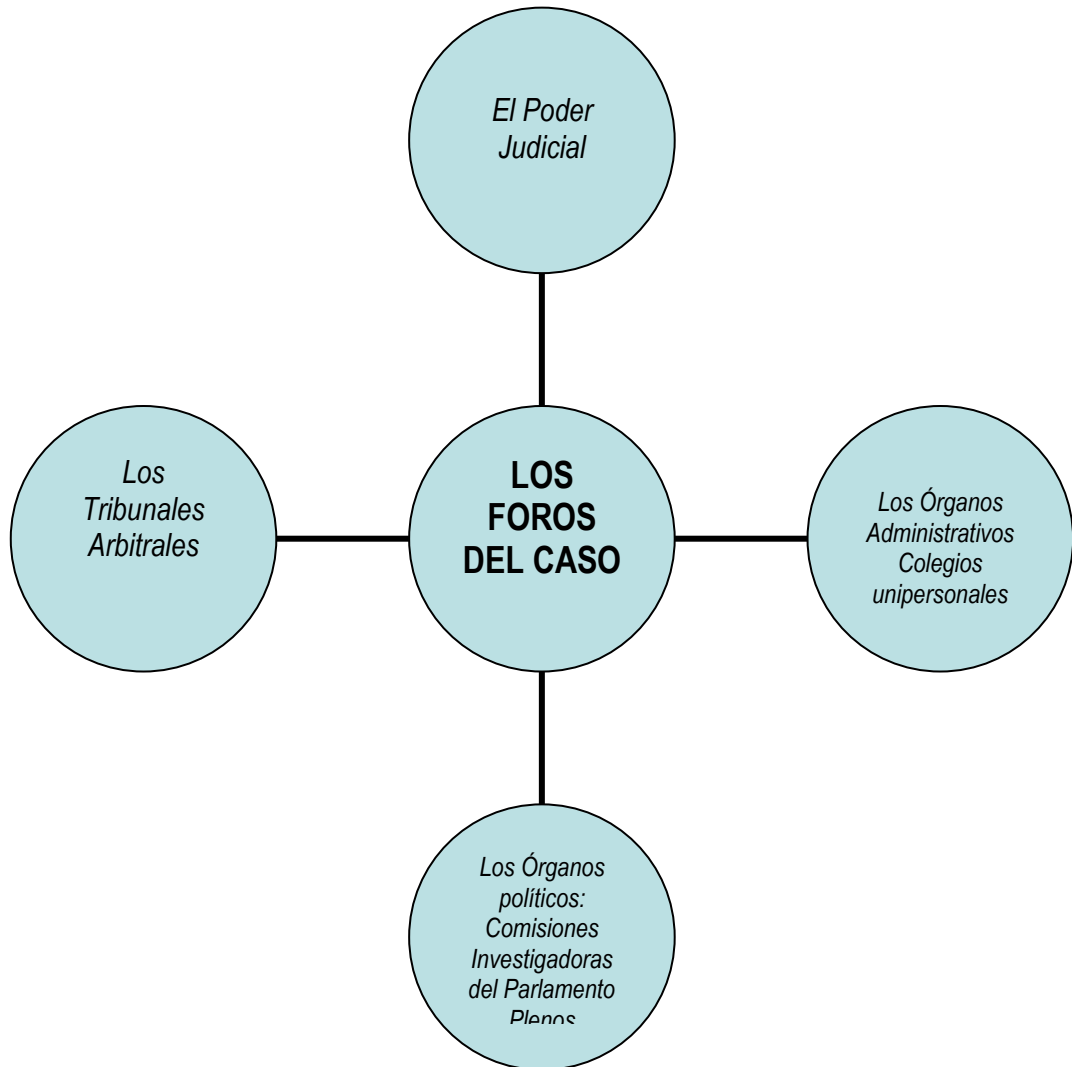 El Poder
Judicial
Los
Tribunales
Arbitrales
LOS
FOROS
DEL CASO
Los Órganos
Administrativos
Colegios
unipersonales
Los Órganos
políticos:
Comisiones
Investigadoras
del Parlamento
Plenos